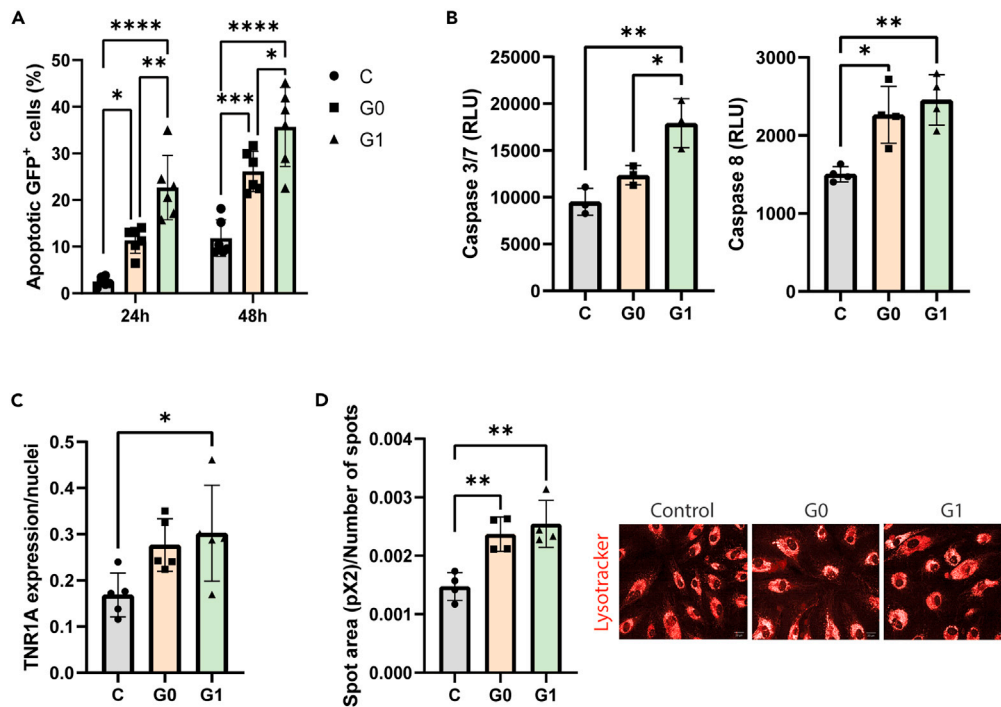 A
Apoptotic GFP⁺ cells (%)
50
40
30
20
10
0
****
**
*
****
*
***
24h
48h
C
G0
G1
B
Caspase 3/7 (RLU)
25000
20000
15000
10000
5000
0
**
*
C G0 G1
Caspase 8 (RLU)
3000
2000
1000
0
**
*
C G0 G1
C
TNR1A expression/nuclei
0.5
0.4
0.3
0.2
0.1
0.0
*
C G0 G1
D
Spot area (pX2)/Number of spots
0.004
0.003
0.002
0.001
0.000
**
**
C G0 G1
Control G0 G1
Lysotracker